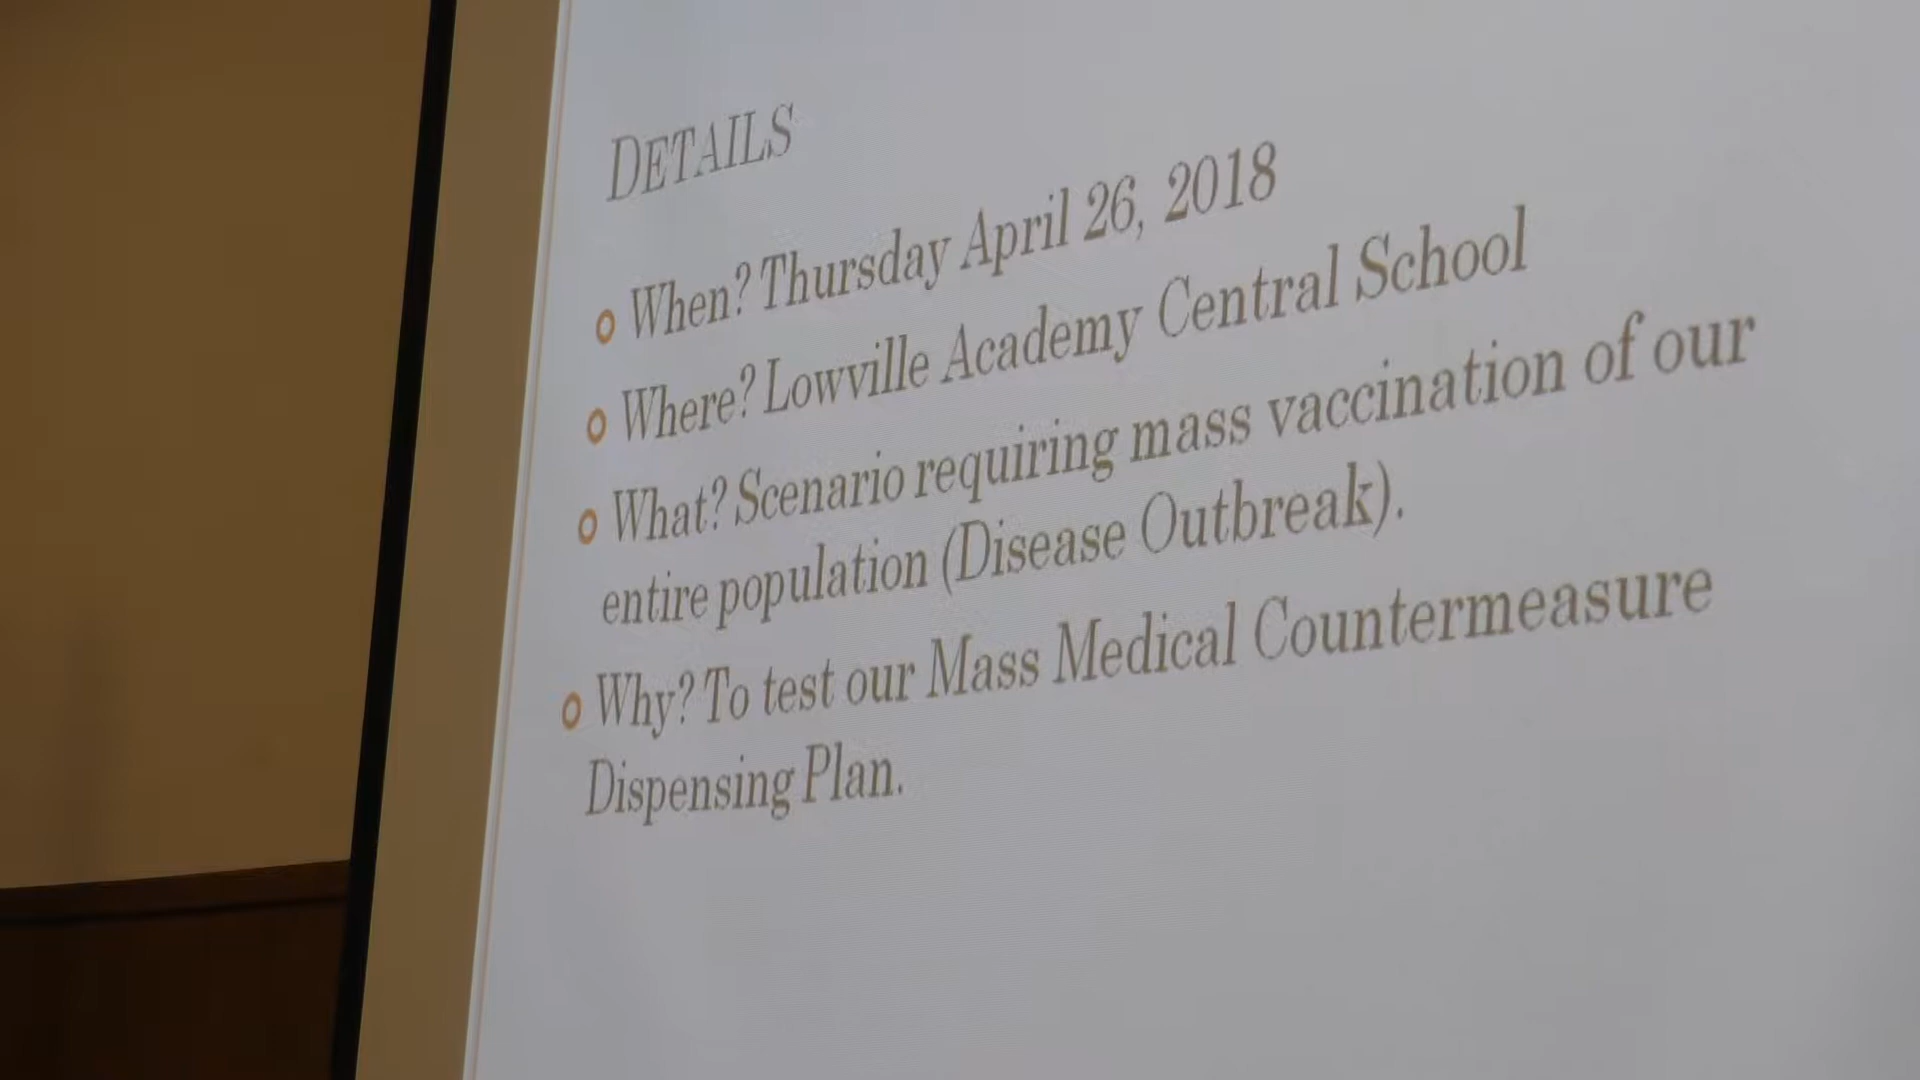 DETAILS
When? Thursday April 26, 2018
Where? Lowville Academy Central School
What? Scenario requiring mass vaccination of our
entire population (Disease Outbreak).
Why? To test our Mass Medical Countermeasure
Dispensing Plan.